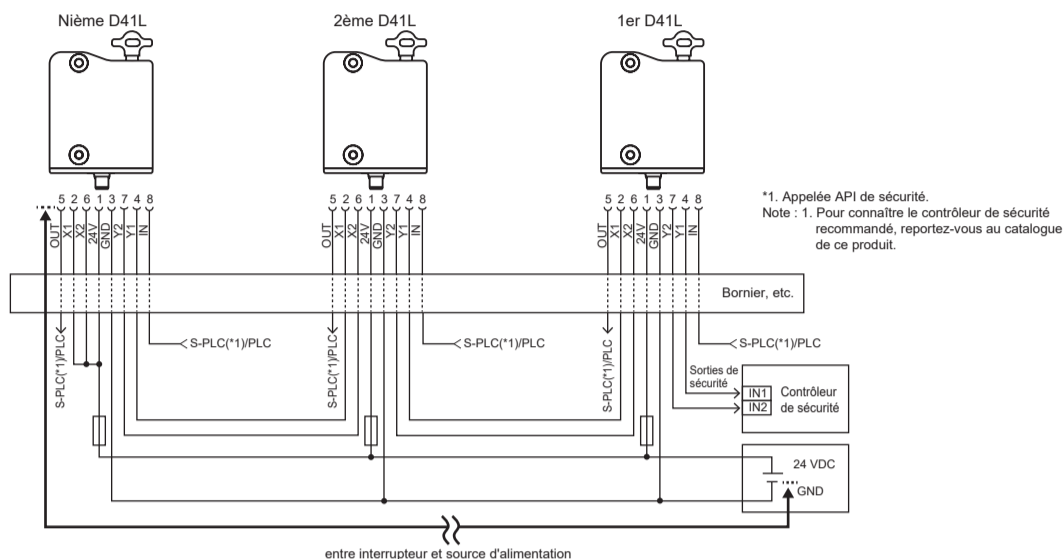 Nième D41L
2ème D41L
1er D41L
5 2 6 1 3 7 4 8
5 2 6 1 3 7 4 8
5 2 6 1 3 7 4 8
OUT X1 X2 24V GND Y2 Y1 IN
OUT X1 X2 24V GND Y2 Y1 IN
OUT X1 X2 24V GND Y2 Y1 IN
*1. Appelée API de sécurité.
Note : 1. Pour connaître le contrôleur de sécurité
recommandé, reportez-vous au catalogue
de ce produit.
Bornier, etc.
S-PLC(*1)/PLC
S-PLC(*1)/PLC
S-PLC(*1)/PLC
S-PLC(*1)/PLC
S-PLC(*1)/PLC
S-PLC(*1)/PLC
Sorties de
sécurité
IN1
IN2
Contrôleur
de sécurité
24 VDC
GND
entre interrupteur et source d'alimentation